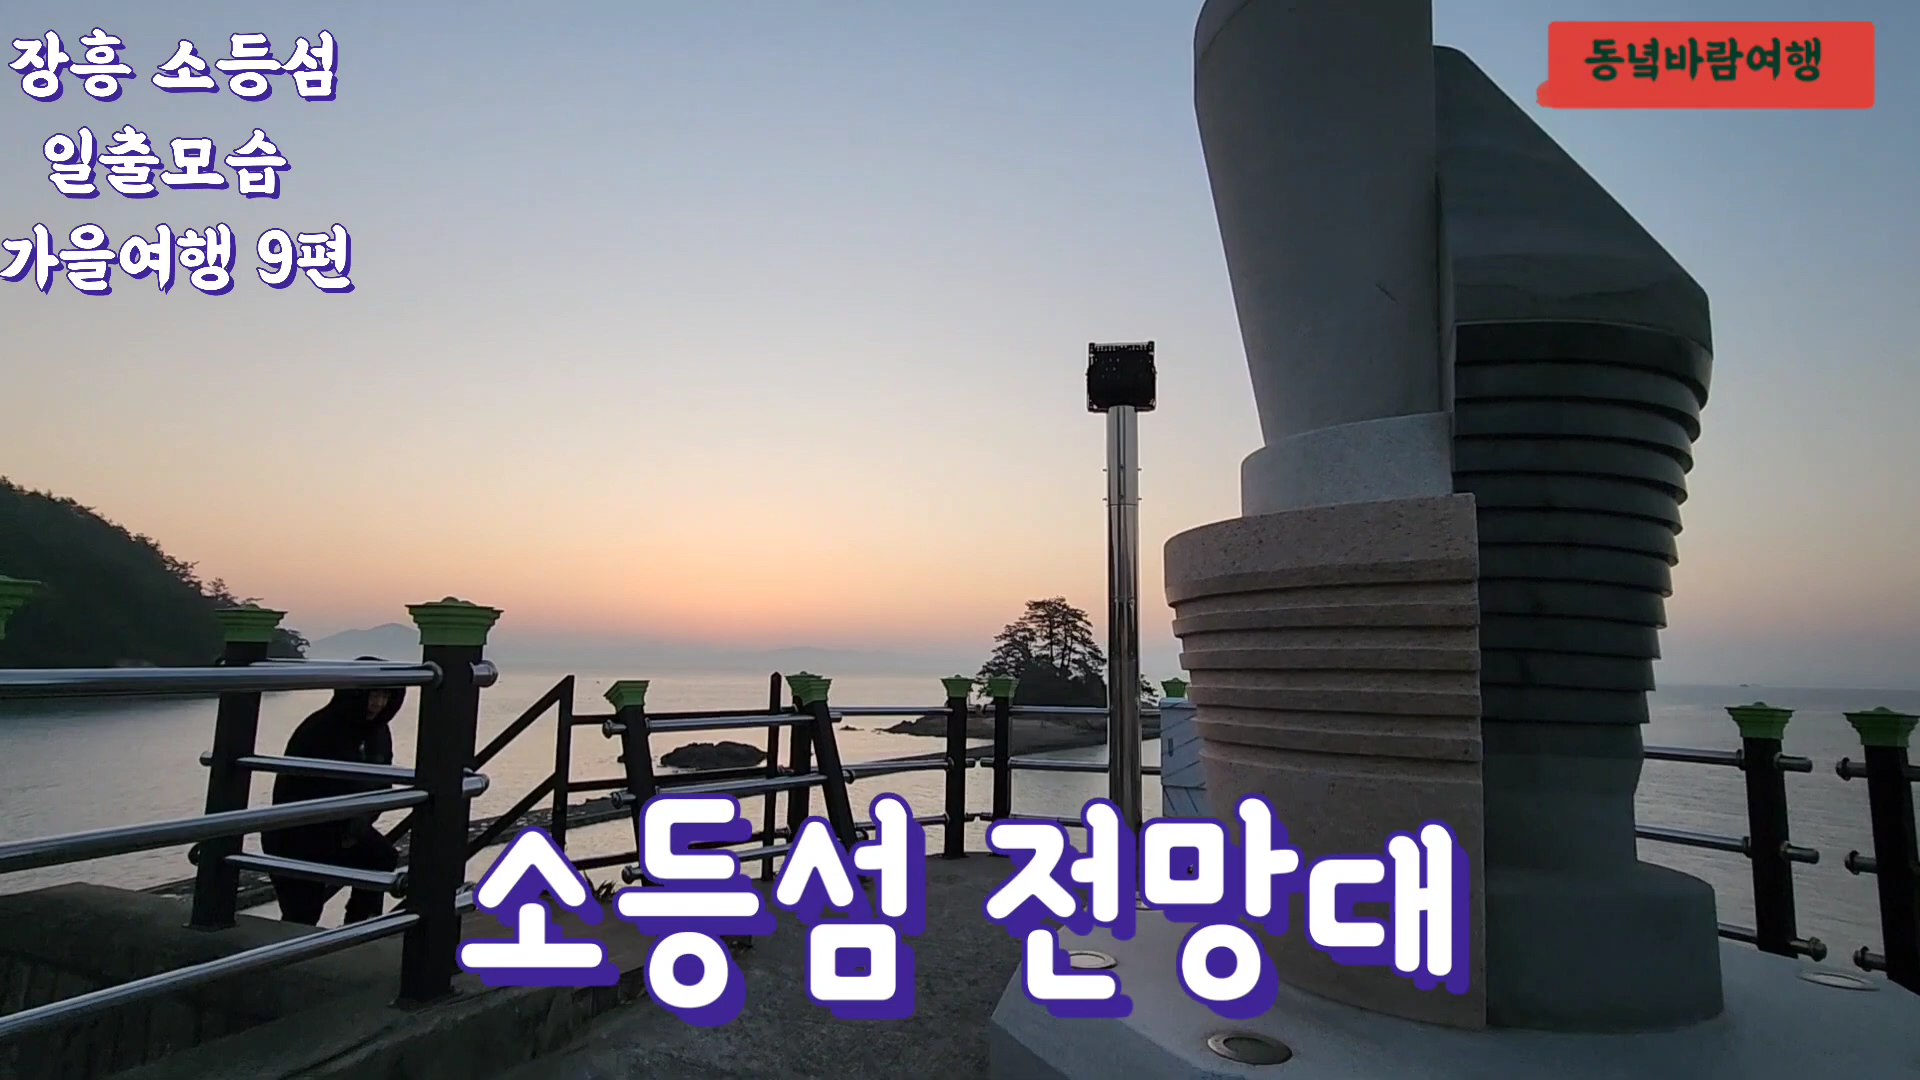 장흥 소등섬
일출모습
가을여행 9편
동녘바람여행
소등섬 전망대